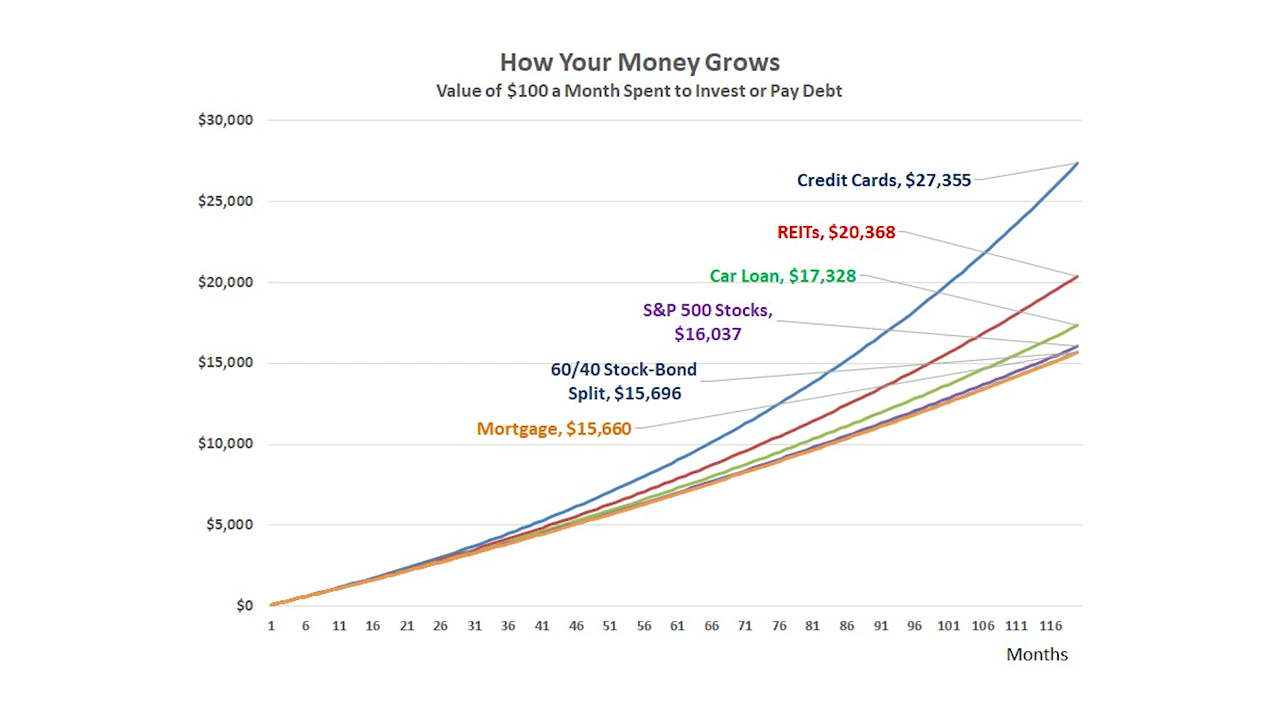 How Your Money Grows
Value of $100 a Month Spent to Invest or Pay Debt
$30,000
$25,000
$20,000
$15,000
$10,000
$5,000
$0
Credit Cards, $27,355
REITs, $20,368
Car Loan, $17,328
S&P 500 Stocks,
$16,037
60/40 Stock-Bond
Split, $15,696
Mortgage, $15,660
1 6 11 16 21 26 31 36 41 46 51 56 61 66 71 76 81 86 91 96 101 106 111 116
Months